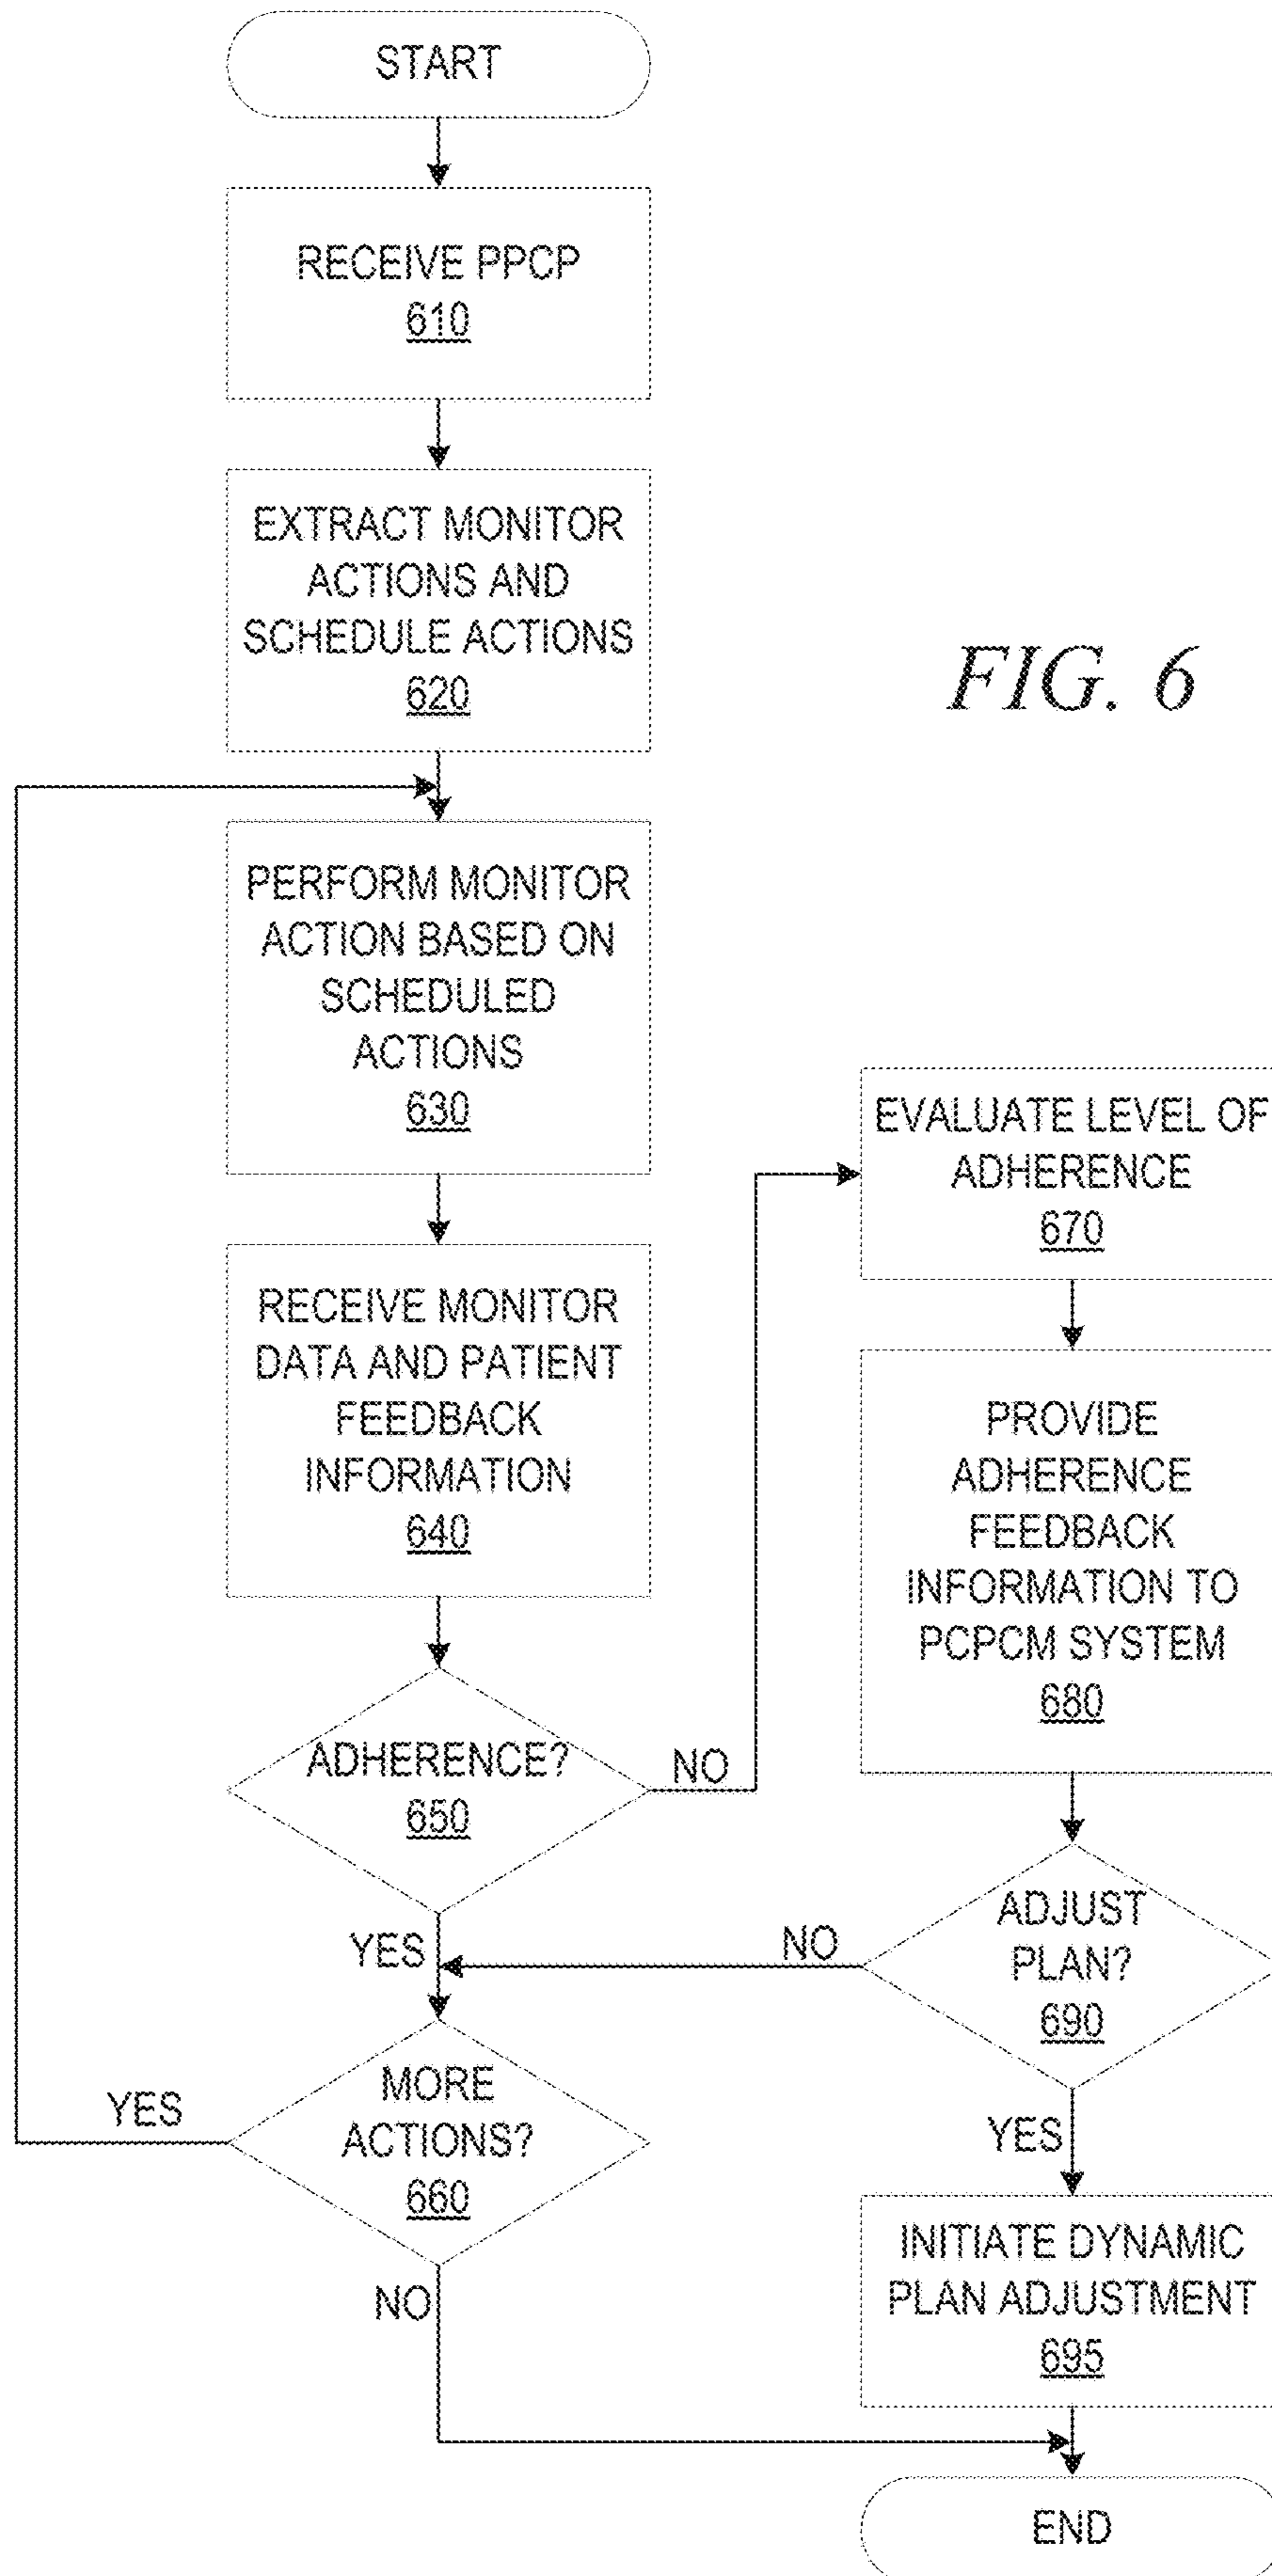 START
RECEIVE PPCP
610
EXTRACT MONITOR
ACTIONS AND
SCHEDULE ACTIONS
620
FIG. 6
PERFORM MONITOR
ACTION BASED ON
SCHEDULED
ACTIONS
630
RECEIVE MONITOR
DATA AND PATIENT
FEEDBACK
INFORMATION
640
ADHERENCE?
650
NO
YES
MORE
ACTIONS?
660
YES
NO
EVALUATE LEVEL OF
ADHERENCE
670
PROVIDE
ADHERENCE
FEEDBACK
INFORMATION TO
PCPCM SYSTEM
680
ADJUST
PLAN?
690
NO
YES
INITIATE DYNAMIC
PLAN ADJUSTMENT
695
END